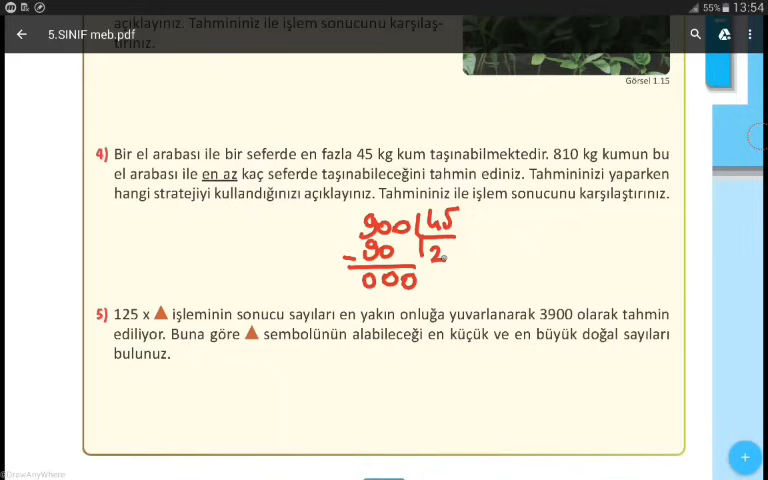 55% 13:54
5.SINIF meb.pdf
açıklayınız. Tahmininiz ile işlem sonucunu karşılaş-
tırınız.
Görsel 1.15
4) Bir el arabası ile bir seferde en fazla 45 kg kum taşınabilmektedir. 810 kg kumun bu
el arabası ile en az kaç seferde taşınabileceğini tahmin ediniz. Tahmininizi yaparken
hangi stratejiyi kullandığınızı açıklayınız. Tahmininiz ile işlem sonucunu karşılaştırınız.
900 45
- 90 2
000
5) 125 x ▲ işleminin sonucu sayıları en yakın onluğa yuvarlanarak 3900 olarak tahmin
ediliyor. Buna göre ▲ sembolünün alabileceği en küçük ve en büyük doğal sayıları
bulunuz.
©DrawAnyWhere